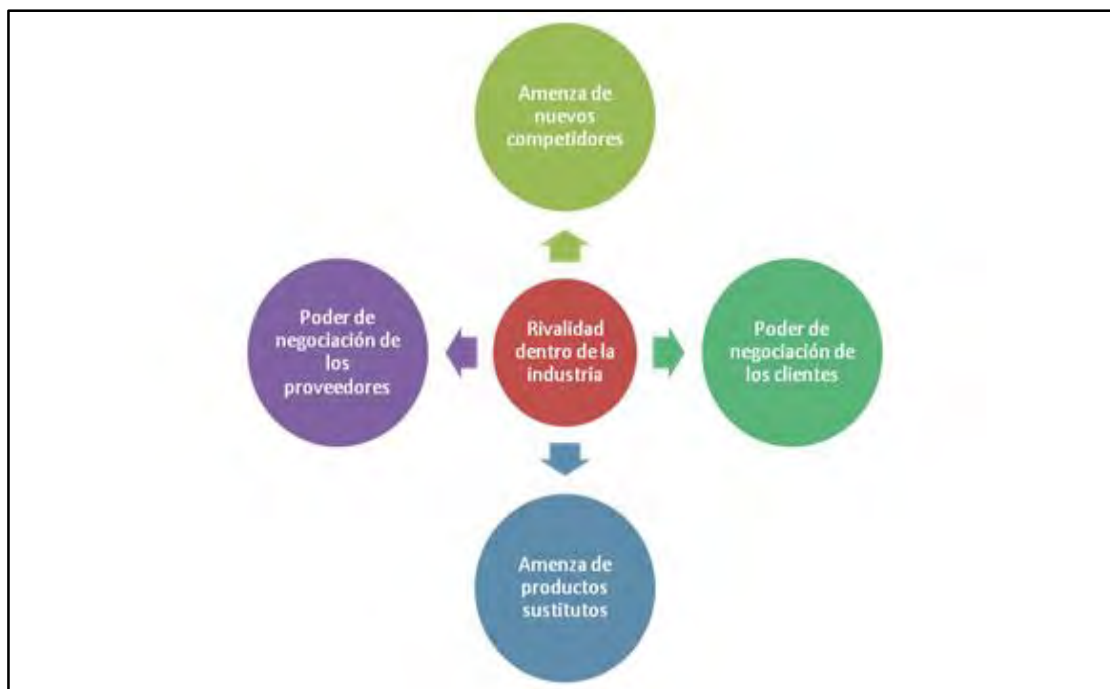 Amenza de
nuevos
competidores
Poder de
negociación de
los
proveedores
Rivalidad
dentro de la
industria
Poder de
negociación de
los clientes
Amenza de
productos
sustitutos